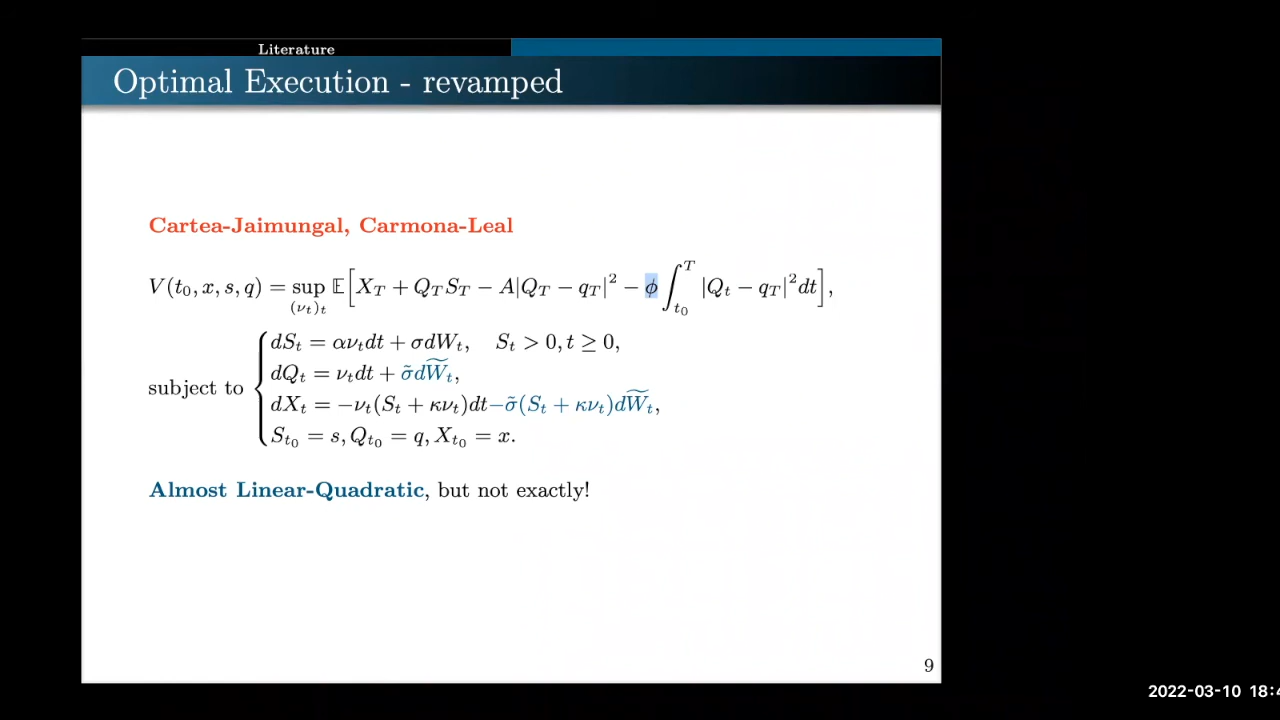 Literature
Optimal Execution - revamped
Cartea-Jaimungal, Carmona-Leal
V(t₀, x, s, q) = sup_{(ν_t)_t} 𝔼[X_T + Q_T S_T − A|Q_T − q_T|² − ϕ ∫_{t₀}^{T} |Q_t − q_T|² dt],
subject to { dS_t = αν_t dt + σdW_t, S_t > 0, t ≥ 0,
dQ_t = ν_t dt + σ̃dW̃_t,
dX_t = −ν_t(S_t + κν_t)dt−σ̃(S_t + κν_t)dW̃_t,
S_{t₀} = s, Q_{t₀} = q, X_{t₀} = x.
Almost Linear-Quadratic, but not exactly!
9
2022-03-10 18: